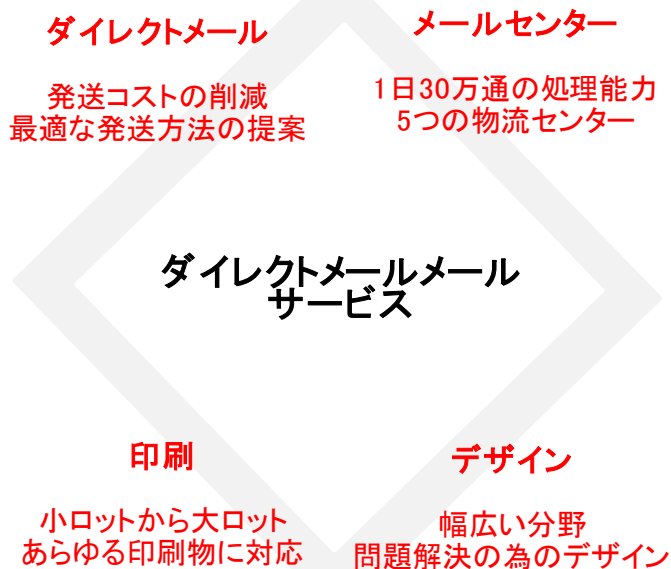 ダイレクトメール
発送コストの削減
最適な発送方法の提案
メールセンター
1日30万通の処理能力
5つの物流センター
ダイレクトメールメール
サービス
印刷
小ロットから大ロット
あらゆる印刷物に対応
デザイン
幅広い分野
問題解決の為のデザイン